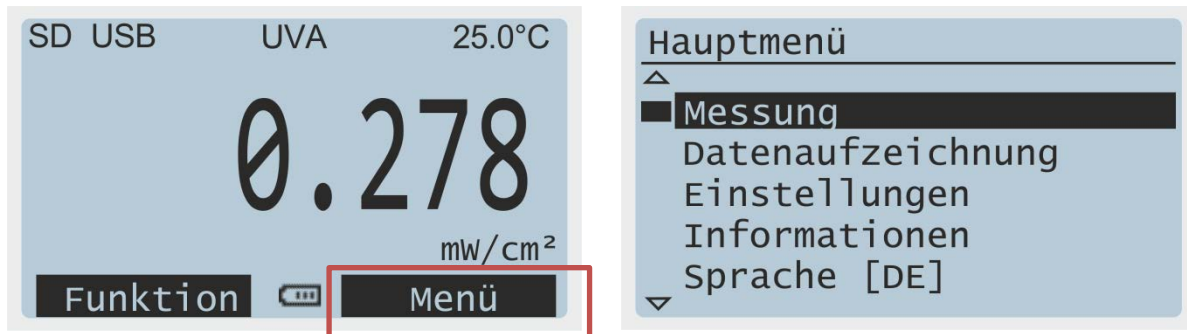 SD USB UVA 25.0°C
0.278
mW/cm²
Funktion Menü
Hauptmenü
Messung
Datenaufzeichnung
Einstellungen
Informationen
Sprache [DE]